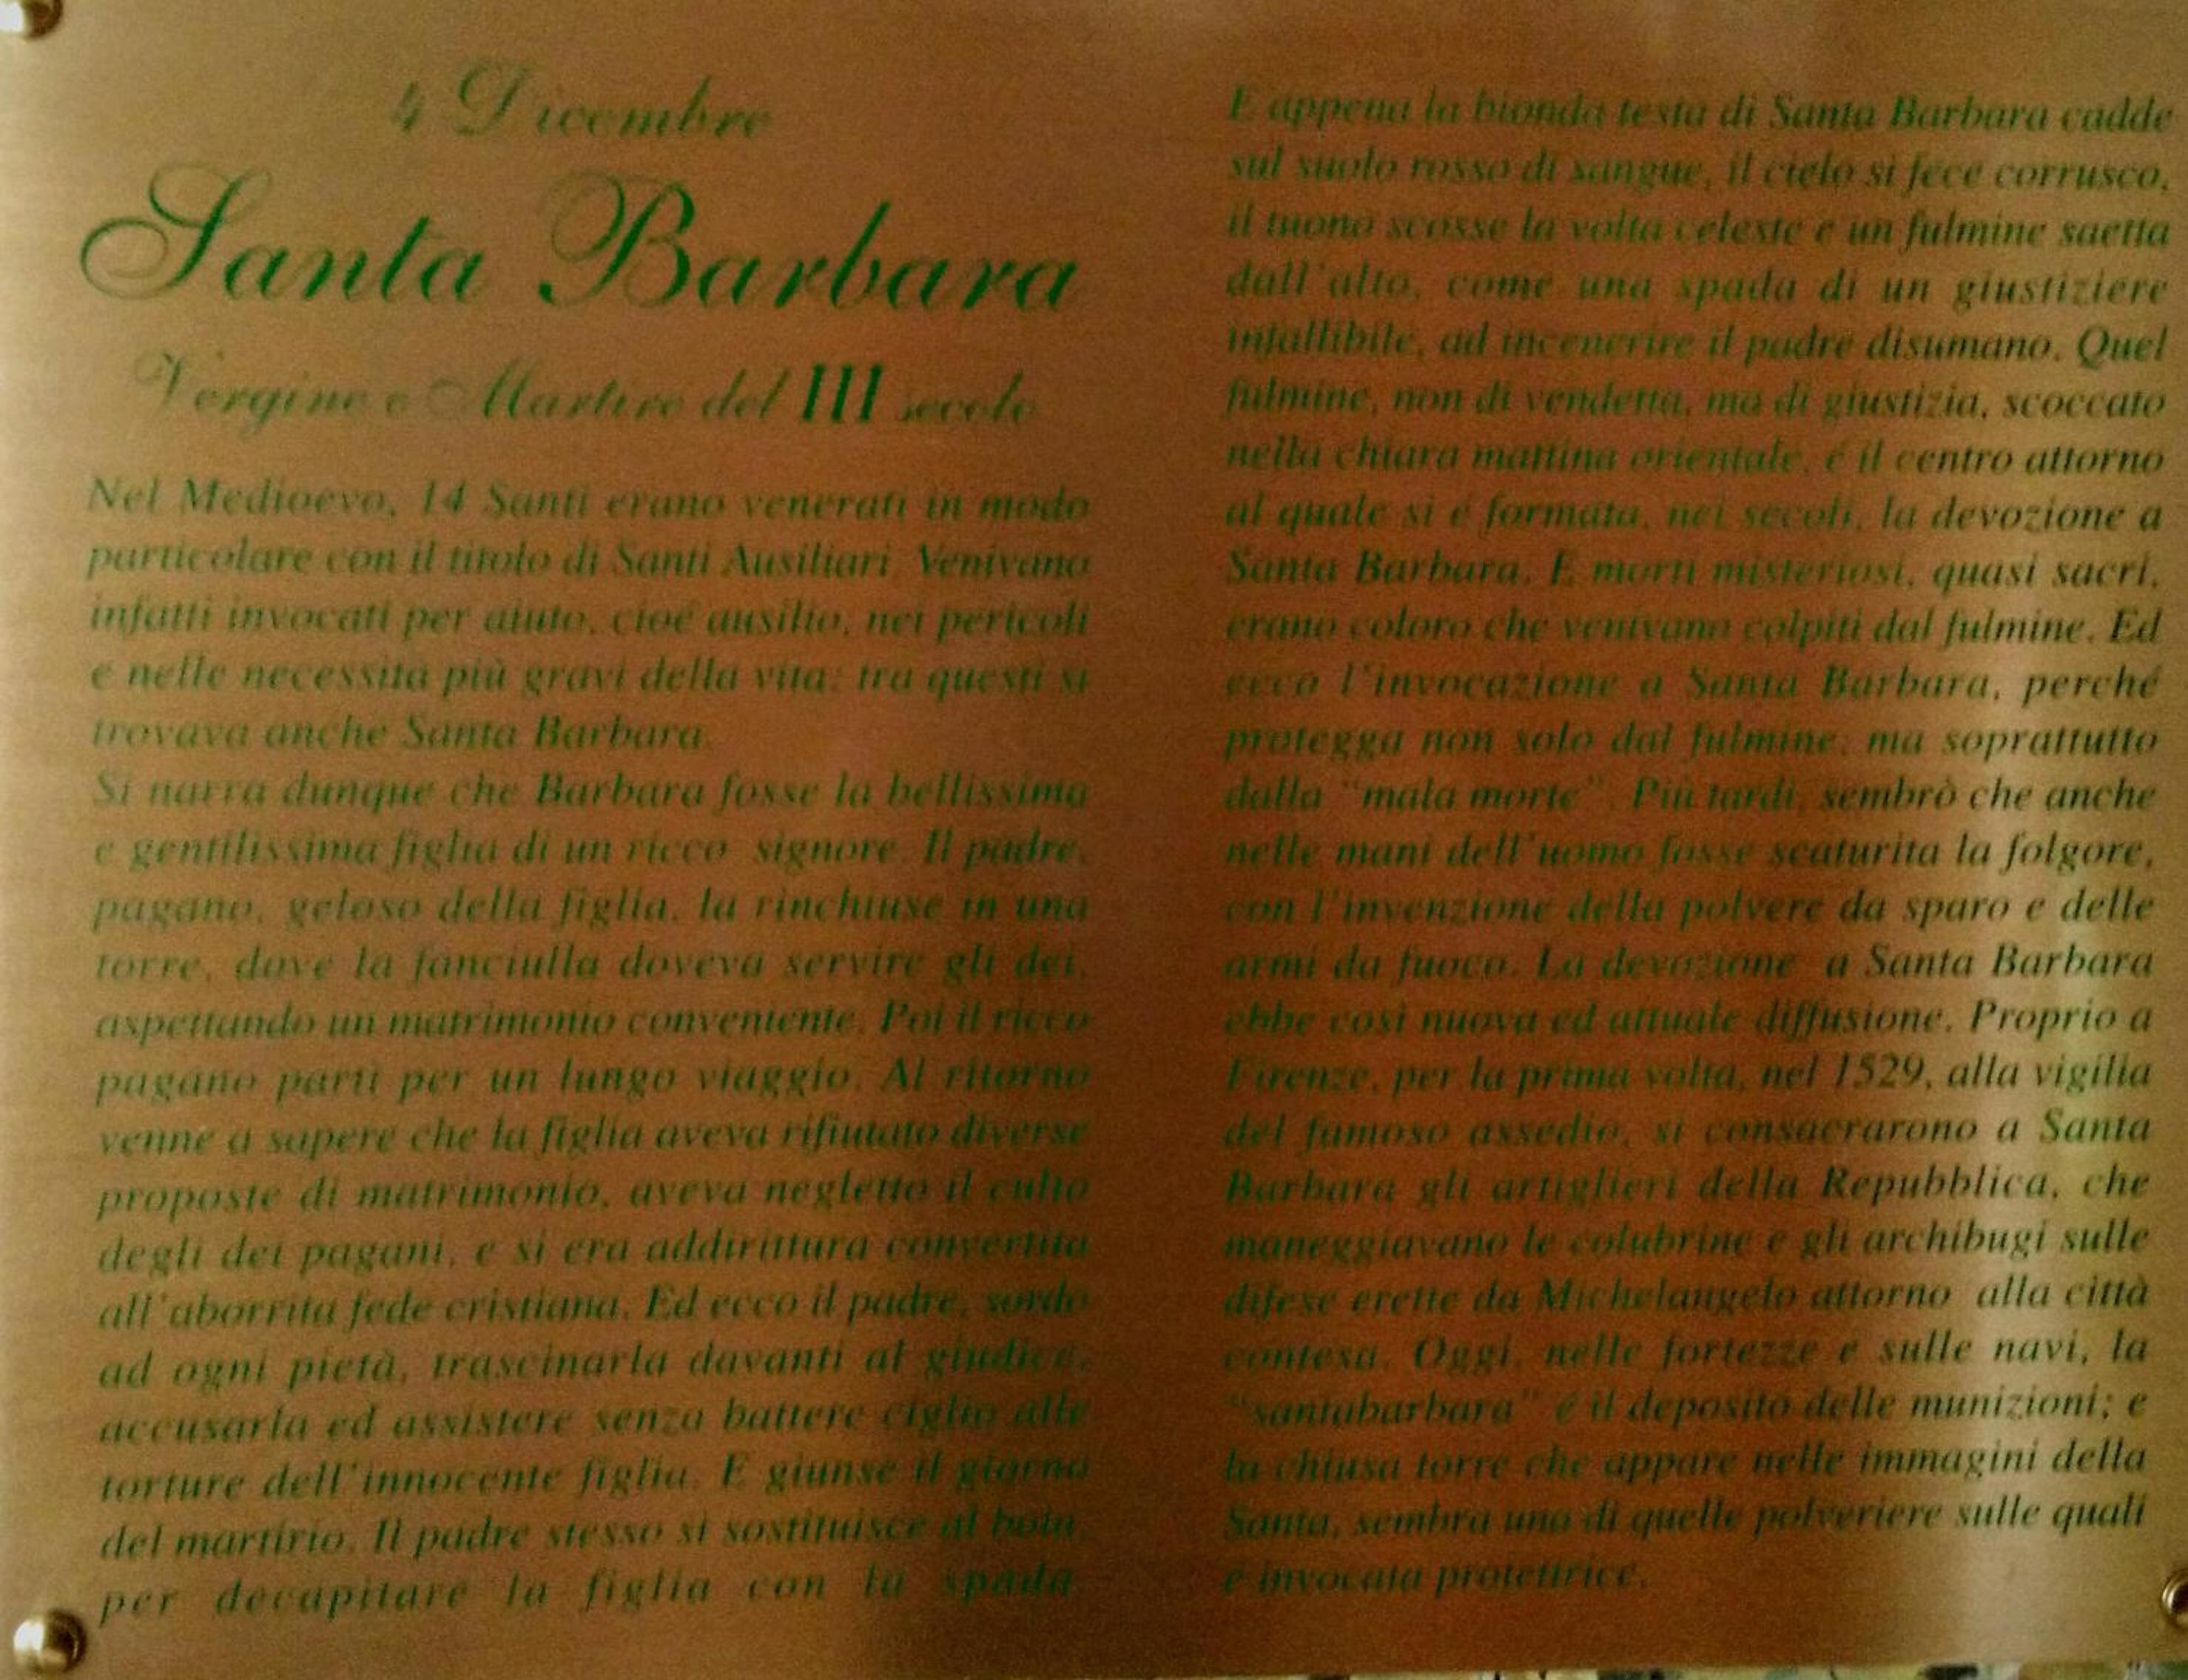 4 Dicembre
Santa Barbara
Vergine e Martire del III secolo
Nel Medioevo, 14 Santi erano venerati in modo
particolare con il titolo di Santi Ausiliari. Venivano
infatti invocati per aiuto, cioé ausilio, nei pericoli
e nelle necessità più gravi della vita: tra questi si
trovava anche Santa Barbara.
Si narra dunque che Barbara fosse la bellissima
e gentilissima figlia di un ricco signore. Il padre,
pagano, geloso della figlia, la rinchiuse in una
torre, dove la fanciulla doveva servire gli dei,
aspettando un matrimonio conveniente. Poi il ricco
pagano partì per un lungo viaggio. Al ritorno
venne a sapere che la figlia aveva rifiutato diverse
proposte di matrimonio, aveva negletto il culto
degli dei pagani, e si era addirittura convertita
all'aborrita fede cristiana. Ed ecco il padre, sordo
ad ogni pietà, trascinarla davanti al giudice,
accusarla ed assistere senza battere ciglio alle
torture dell'innocente figlia. E giunse il giorno
del martirio. Il padre stesso si sostituisce al boia,
per decapitare la figlia con la spada.
E appena la bionda testa di Santa Barbara cadde
sul suolo rosso di sangue, il cielo si fece corrusco,
il tuono scosse la volta celeste e un fulmine saetta
dall'alto, come una spada di un giustiziere
infallibile, ad incenerire il padre disumano. Quel
fulmine, non di vendetta, ma di giustizia, scoccato
nella chiara mattina orientale, é il centro attorno
al quale si é formata, nei secoli, la devozione a
Santa Barbara. E morti misteriosi, quasi sacri,
erano coloro che venivano colpiti dal fulmine. Ed
ecco l'invocazione a Santa Barbara, perché
protegga non solo dal fulmine, ma soprattutto
dalla "mala morte". Più tardi, sembrò che anche
nelle mani dell'uomo fosse scaturita la folgore,
con l'invenzione della polvere da sparo e delle
armi da fuoco. La devozione a Santa Barbara
ebbe così nuova ed attuale diffusione. Proprio a
Firenze, per la prima volta, nel 1529, alla vigilia
del famoso assedio, si consacrarono a Santa
Barbara gli artiglieri della Repubblica, che
maneggiavano le colubrine e gli archibugi sulle
difese erette da Michelangelo attorno alla città
contesa. Oggi, nelle fortezze e sulle navi, la
"santabarbara" é il deposito delle munizioni; e
la chiusa torre che appare nelle immagini della
Santa, sembra una di quelle polveriere sulle quali
é invocata protettrice.